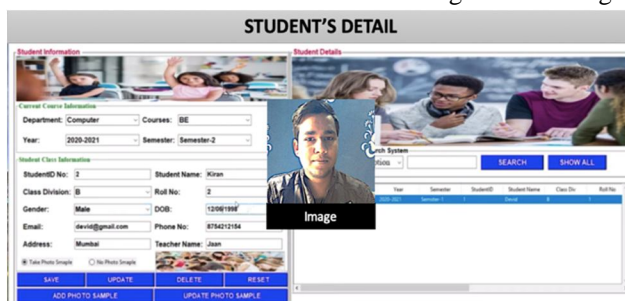 STUDENT'S DETAIL
Student Information
Student Details
Current Course Information
Department: Computer Courses: BE
Year: 2020-2021 Semester: Semester-2
Student Class Information
StudentID No: 2 Student Name: Kiran
Class Division: B Roll No: 2
Gender: Male DOB: 12/08/1998
Email: devid@gmail.com Phone No: 8754212154
Address: Mumbai Teacher Name: Jaan
Take Photo Smaple No Photo Smaple
SAVE UPDATE DELETE RESET
ADD PHOTO SAMPLE UPDATE PHOTO SAMPLE
Image
System
SEARCH SHOW ALL
Year Semester StudentID Student Name Class Div Roll No
2020-2021 Semester-1 1 Devid B 1